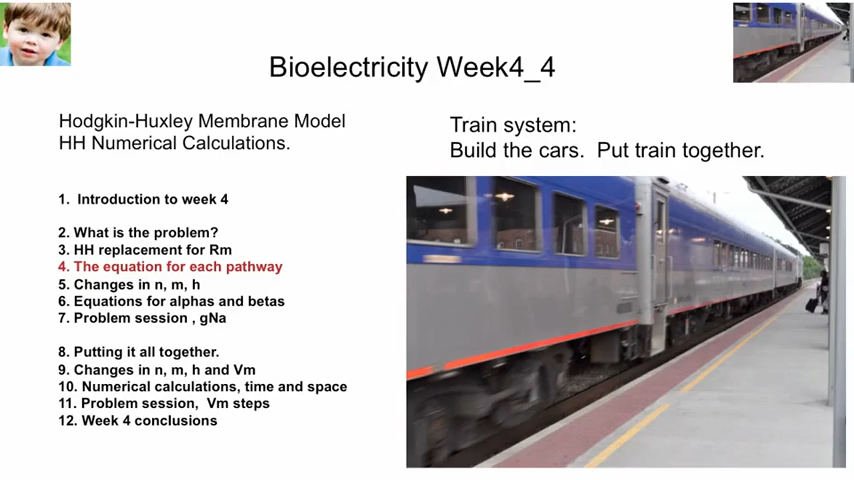 Bioelectricity Week4_4
Hodgkin-Huxley Membrane Model
HH Numerical Calculations.
Train system:
Build the cars.  Put train together.
1.  Introduction to week 4
2. What is the problem?
3. HH replacement for Rm
4. The equation for each pathway
5. Changes in n, m, h
6. Equations for alphas and betas
7. Problem session , gNa
8. Putting it all together.
9. Changes in n, m, h and Vm
10. Numerical calculations, time and space
11. Problem session,  Vm steps
12. Week 4 conclusions